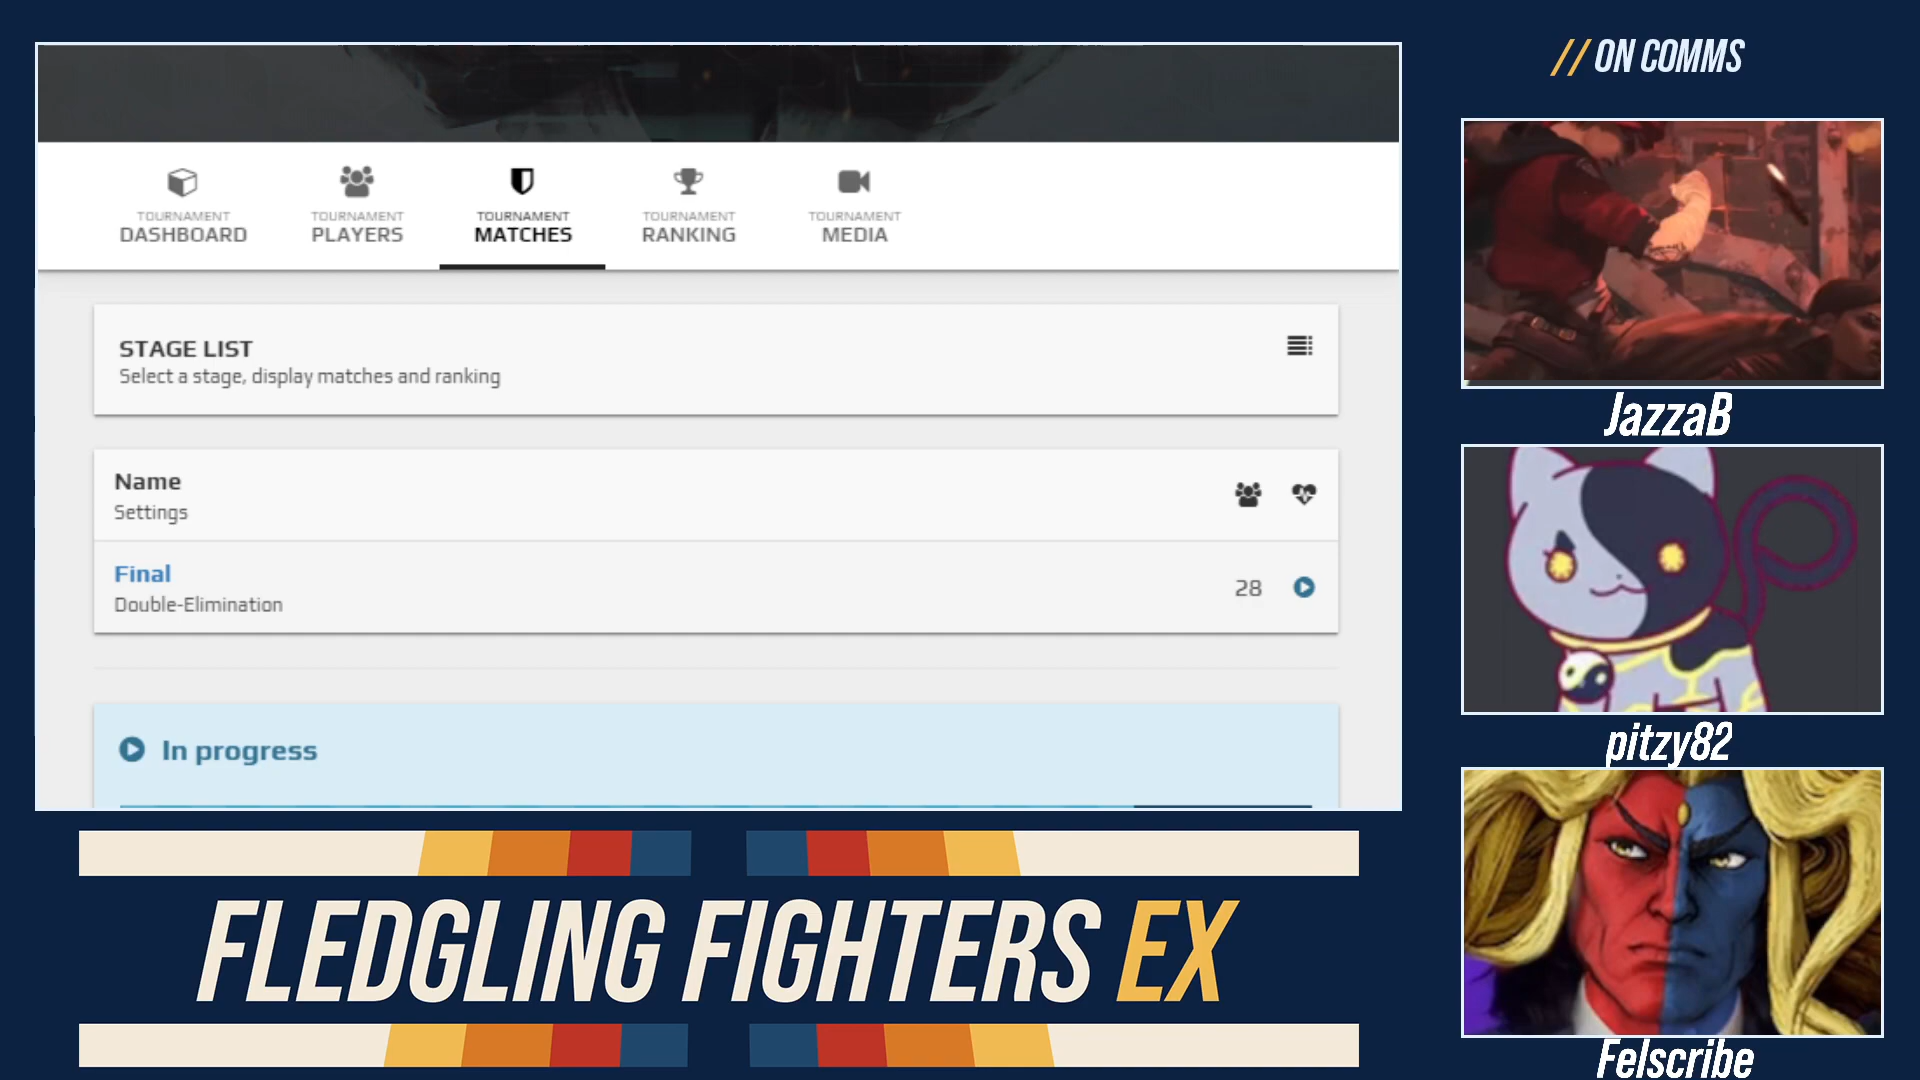 // ON COMMS
TOURNAMENT
DASHBOARD
TOURNAMENT
PLAYERS
TOURNAMENT
MATCHES
TOURNAMENT
RANKING
TOURNAMENT
MEDIA
STAGE LIST
Select a stage, display matches and ranking
Name
Settings
Final
Double-Elimination
28
In progress
JazzaB
pitzy82
Felscribe
FLEDGLING FIGHTERS EX